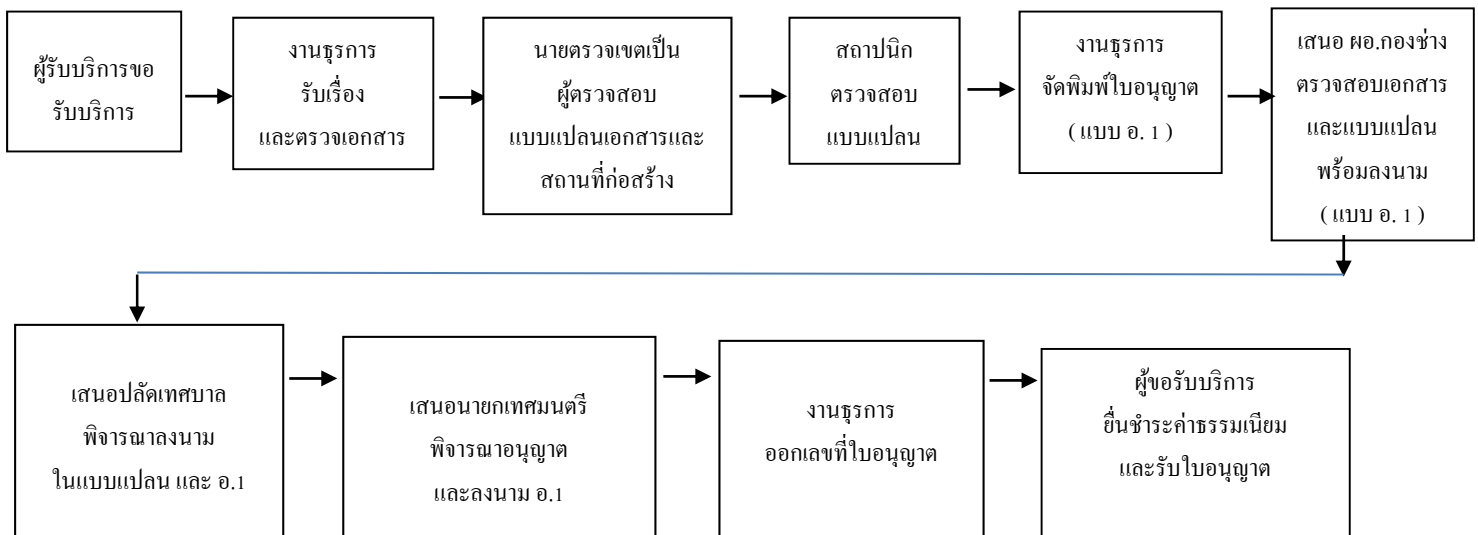 ผู้รับบริการขอ
รับบริการ
งานธุรการ
รับเรื่อง
และตรวจเอกสาร
นายตรวจเขตเป็น
ผู้ตรวจสอบ
แบบแปลนเอกสารและ
สถานที่ก่อสร้าง
สถาปนิก
ตรวจสอบ
แบบแปลน
งานธุรการ
จัดพิมพ์ใบอนุญาต
( แบบ อ. 1 )
เสนอ ผอ.กองช่าง
ตรวจสอบเอกสาร
และแบบแปลน
พร้อมลงนาม
( แบบ อ. 1 )
เสนอปลัดเทศบาล
พิจารณาลงนาม
ในแบบแปลน และ อ.1
เสนอนายกเทศมนตรี
พิจารณาอนุญาต
และลงนาม อ.1
งานธุรการ
ออกเลขที่ใบอนุญาต
ผู้ขอรับบริการ
ยื่นชำระค่าธรรมเนียม
และรับใบอนุญาต